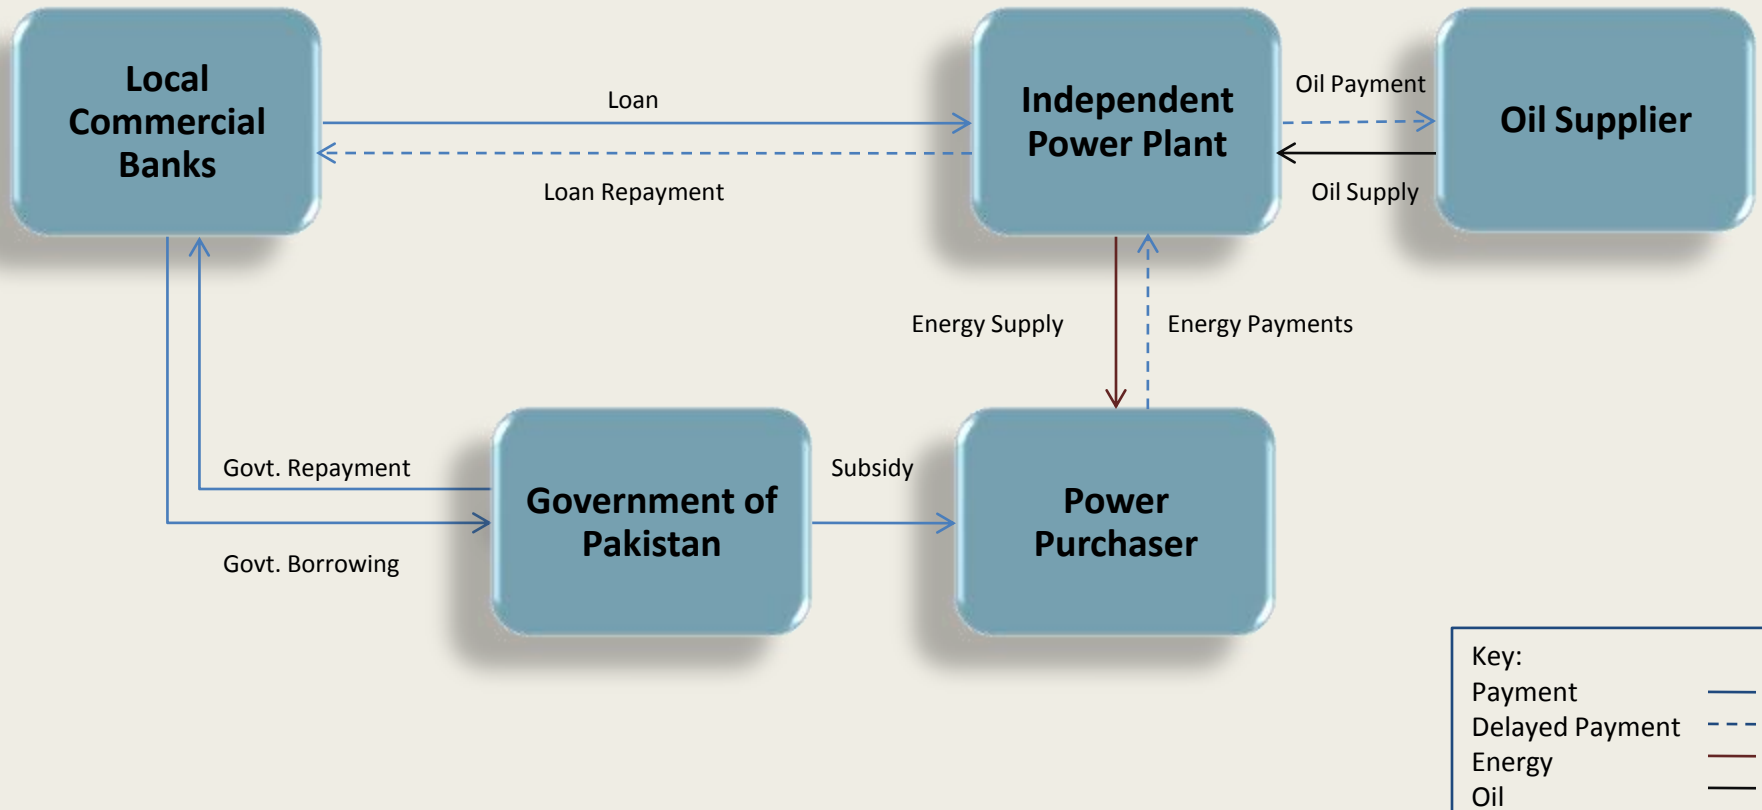 Local
Commercial
Banks
Loan
Loan Repayment
Independent
Power Plant
Oil Payment
Oil Supply
Oil Supplier
Energy Supply
Energy Payments
Govt. Repayment
Govt. Borrowing
Government of
Pakistan
Subsidy
Power
Purchaser
Key:
Payment
Delayed Payment
Energy
Oil